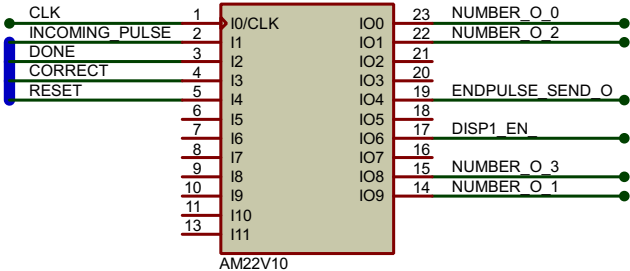 CLK 1 I0/CLK IO0 23 NUMBER_O_0
INCOMING_PULSE 2 I1 IO1 22 NUMBER_O_2
DONE 3 I2 IO2 21
CORRECT 4 I3 IO3 20
RESET 5 I4 IO4 19 ENDPULSE_SEND_O
6 I5 IO5 18
7 I6 IO6 17 DISP1_EN_
8 I7 IO7 16
9 I8 IO8 15 NUMBER_O_3
10 I9 IO9 14 NUMBER_O_1
11 I10
13 I11
AM22V10